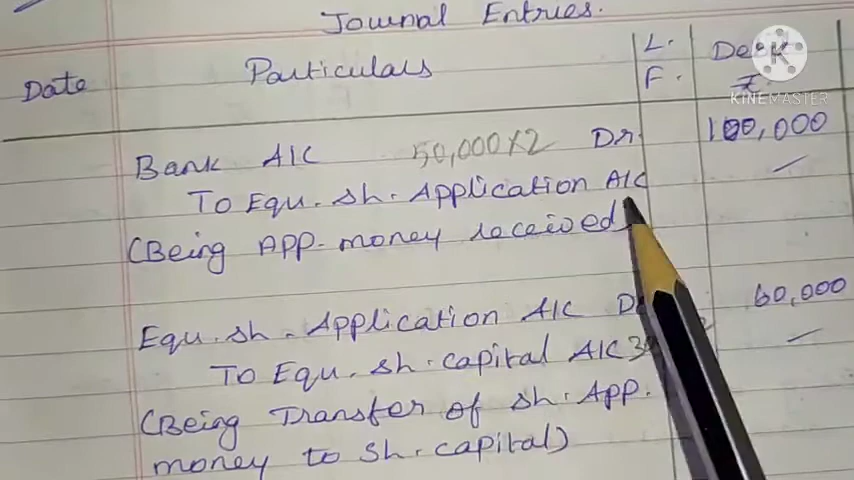 Journal Entries.
Date Particulars L. F. ₹
KINEMASTER
Bank A/C 50,000×2 Dr. 100,000
To Equ. sh. Application A/C
(Being App. money received
Equ. sh. Application A/C 60,000
To Equ. sh. capital A/C
(Being Transfer of sh. App.
money to sh. capital)